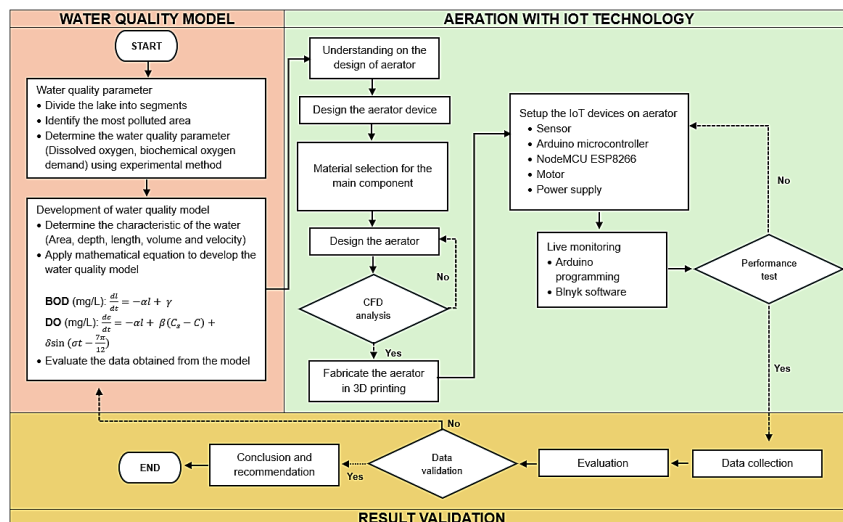 WATER QUALITY MODEL
START
Water quality parameter
• Divide the lake into segments
• Identify the most polluted area
• Determine the water quality parameter
(Dissolved oxygen, biochemical oxygen
demand) using experimental method
Development of water quality model
• Determine the characteristic of the water
(Area, depth, length, volume and velocity)
• Apply mathematical equation to develop the
water quality model
BOD (mg/L): dl/dt = −αl + γ
DO (mg/L): dc/dt = −αl + β(Cs − C) +
δsin (σt − 7π/12)
• Evaluate the data obtained from the model
AERATION WITH IOT TECHNOLOGY
Understanding on the
design of aerator
Design the aerator device
Material selection for the
main component
Design the aerator
No
CFD
analysis
Yes
Fabricate the aerator
in 3D printing
Setup the IoT devices on aerator
• Sensor
• Arduino microcontroller
• NodeMCU ESP8266
• Motor
• Power supply
No
Live monitoring
• Arduino
programming
• Blnyk software
Performance
test
Yes
Data collection
Evaluation
Data
validation
No
Yes
Conclusion and
recommendation
END
RESULT VALIDATION